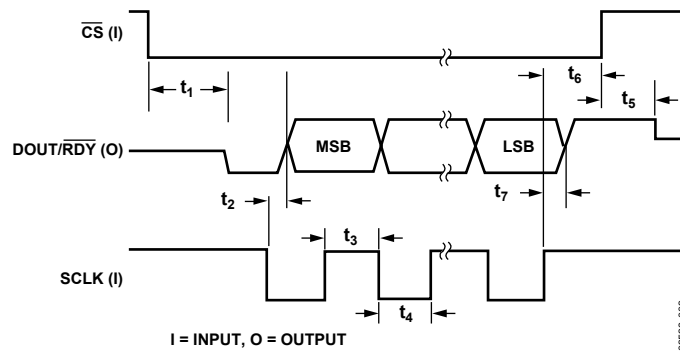 CS (I)
t1
t6
t5
DOUT/RDY (O)
MSB
LSB
t2
t7
t3
SCLK (I)
t4
I = INPUT, O = OUTPUT